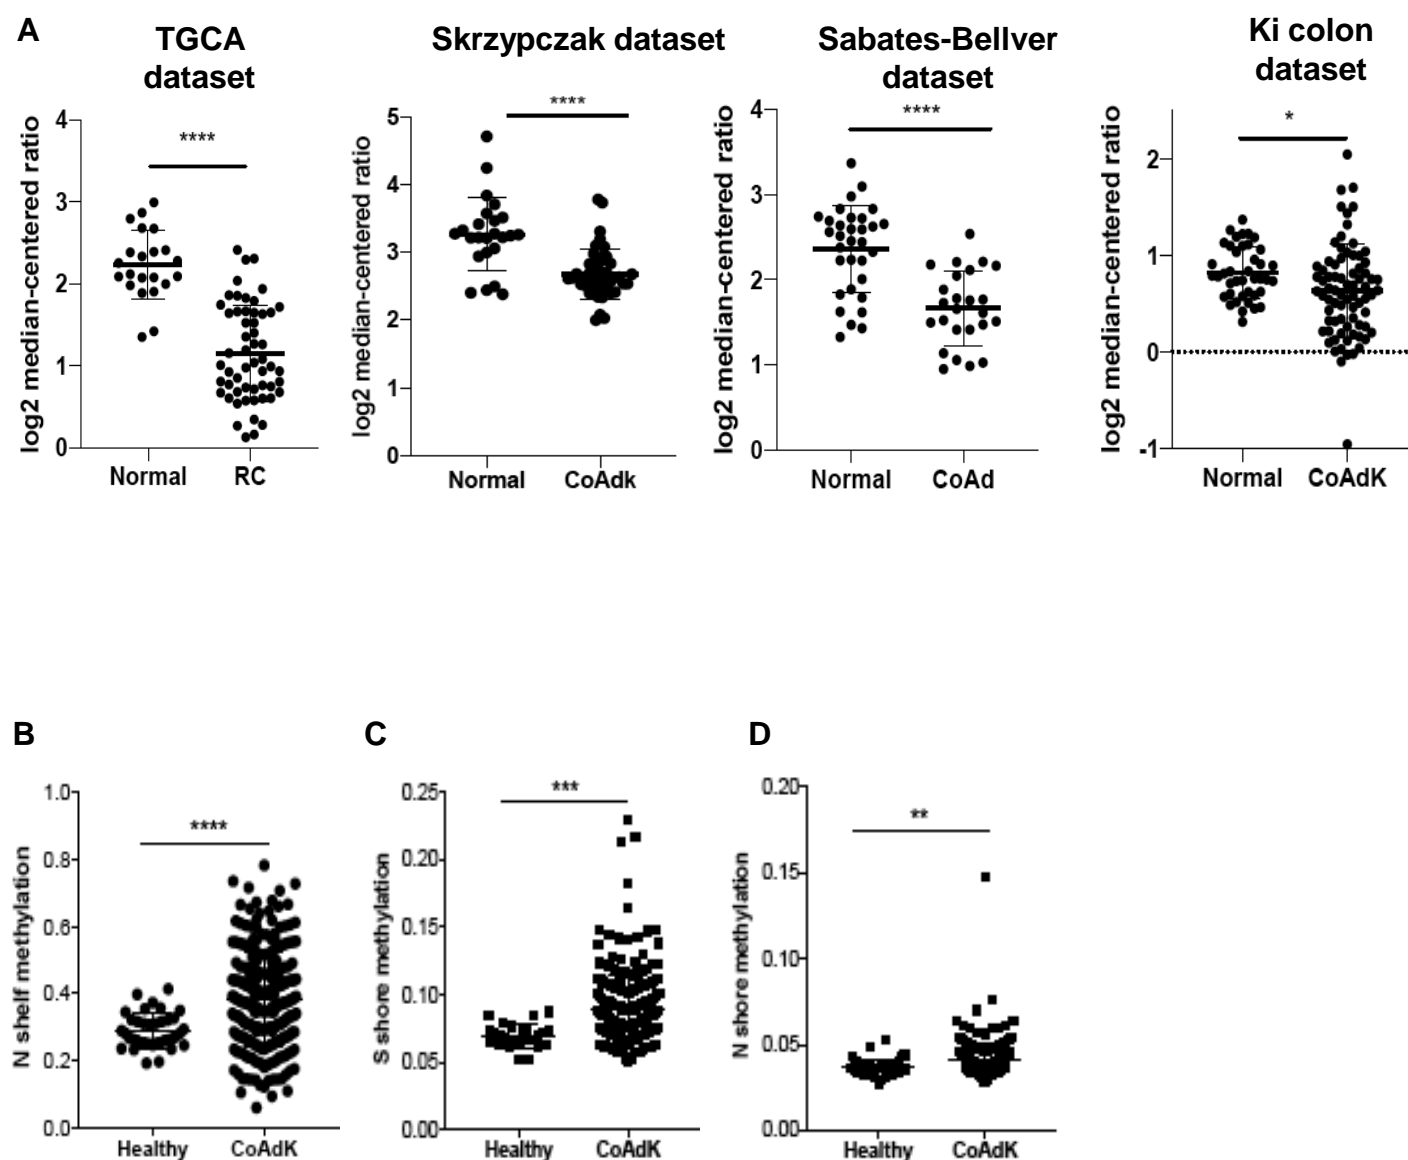 A
TGCA
dataset
Skrzypczak dataset
Sabates-Bellver
dataset
Ki colon
dataset
log2 median-centered ratio
4
3
2
1
0
****
Normal
RC
log2 median-centered ratio
5
4
3
2
1
0
****
Normal
CoAdk
log2 median-centered ratio
4
3
2
1
0
****
Normal
CoAd
log2 median-centered ratio
2
1
0
-1
*
Normal
CoAdK
B
N shelf methylation
1.0
0.8
0.6
0.4
0.2
0.0
****
Healthy
CoAdK
C
S shore methylation
0.25
0.20
0.15
0.10
0.05
0.00
***
Healthy
CoAdK
D
N shore methylation
0.20
0.15
0.10
0.05
0.00
**
Healthy
CoAdK